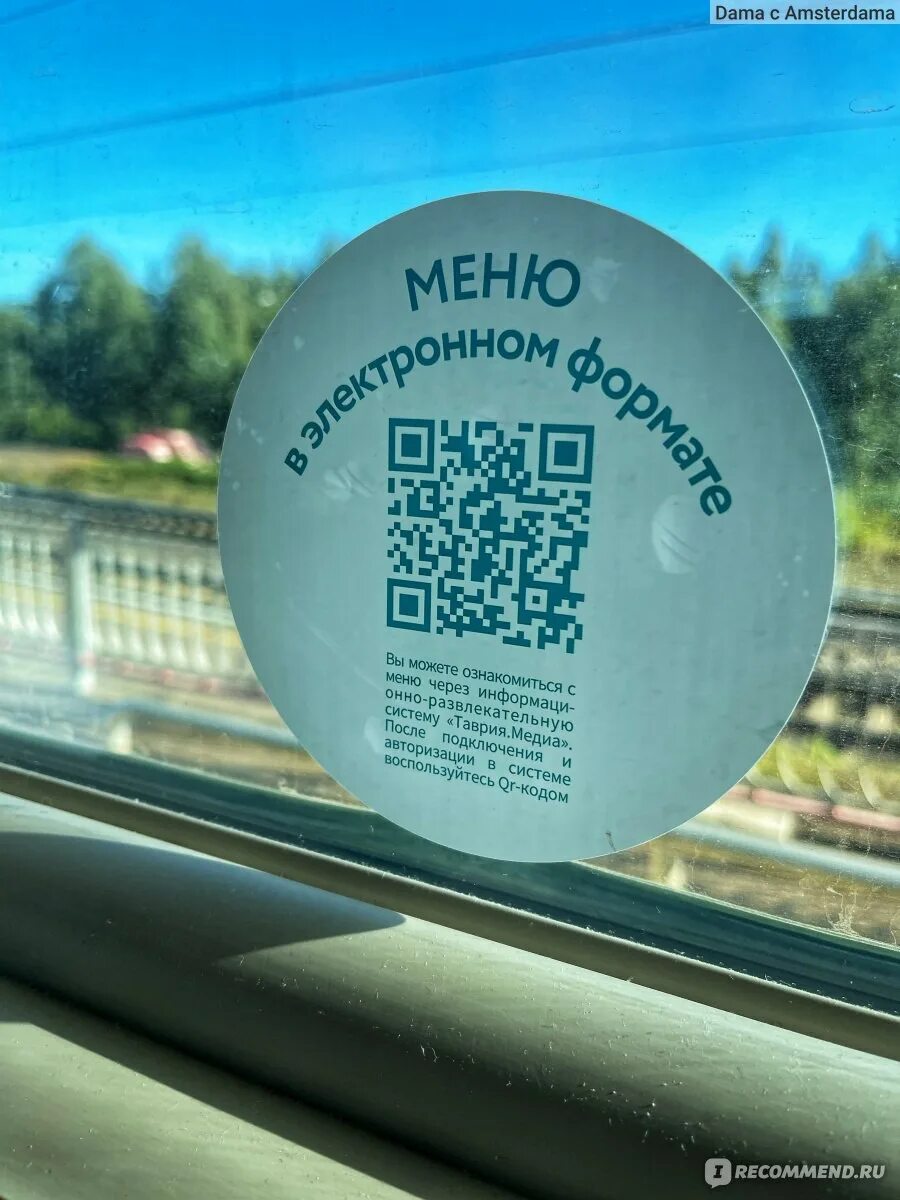 Dama c Amsterdama
МЕНЮ
в электронном формате
Вы можете ознакомиться с
меню через информаци-
онно-развлекательную
систему «Таврия.Медиа».
После подключения и
авторизации в системе
воспользуйтесь Qr-кодом
IRECOMMEND.RU